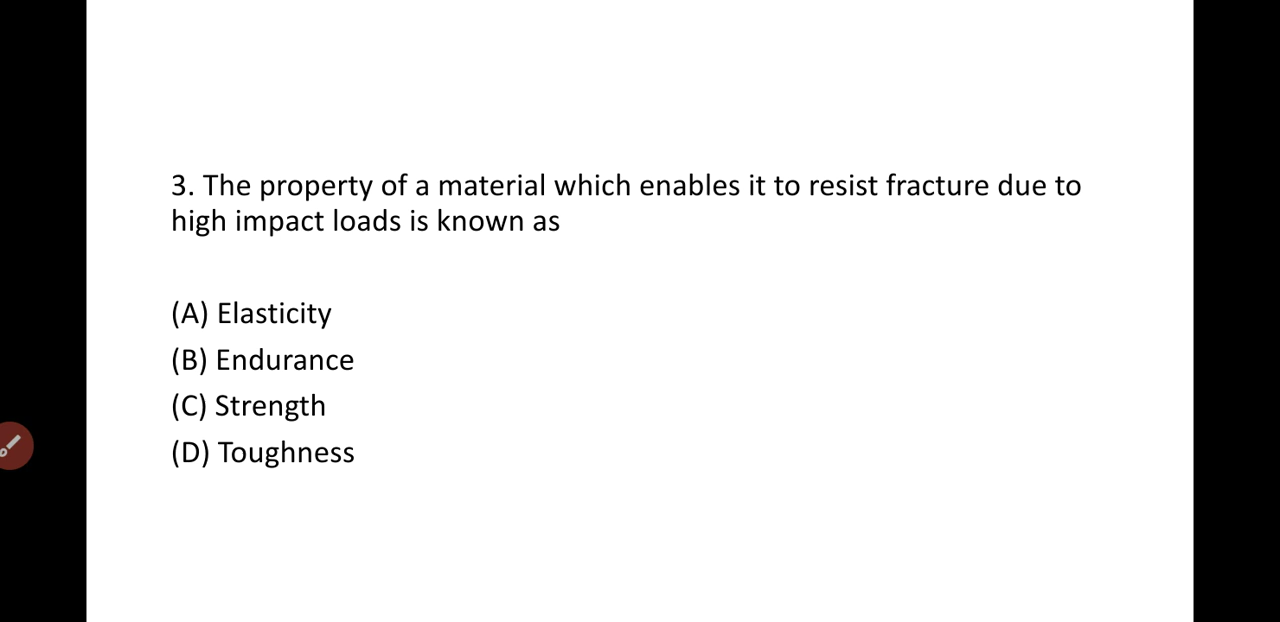 3. The property of a material which enables it to resist fracture due to
high impact loads is known as
(A) Elasticity
(B) Endurance
(C) Strength
(D) Toughness